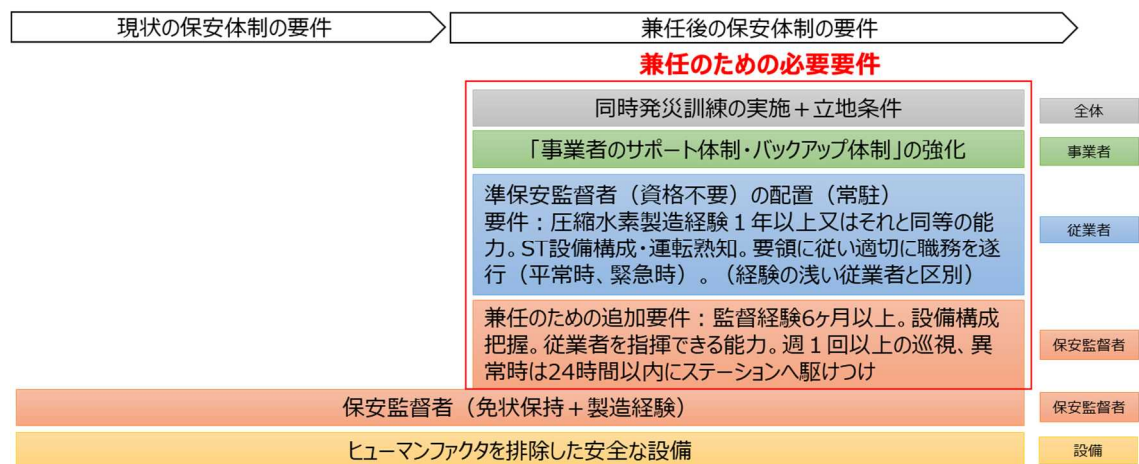 現状の保安体制の要件
兼任後の保安体制の要件
兼任のための必要要件
同時発災訓練の実施＋立地条件
全体
「事業者のサポート体制・バックアップ体制」の強化
事業者
準保安監督者（資格不要）の配置（常駐）
要件：圧縮水素製造経験１年以上又はそれと同等の能
力。ST設備構成・運転熟知。要領に従い適切に職務を遂
行（平常時、緊急時）。（経験の浅い従業者と区別）
従業者
兼任のための追加要件：監督経験6ヶ月以上。設備構成
把握。従業者を指揮できる能力。週１回以上の巡視、異
常時は24時間以内にステーションへ駆けつけ
保安監督者
保安監督者（免状保持＋製造経験）
保安監督者
ヒューマンファクタを排除した安全な設備
設備